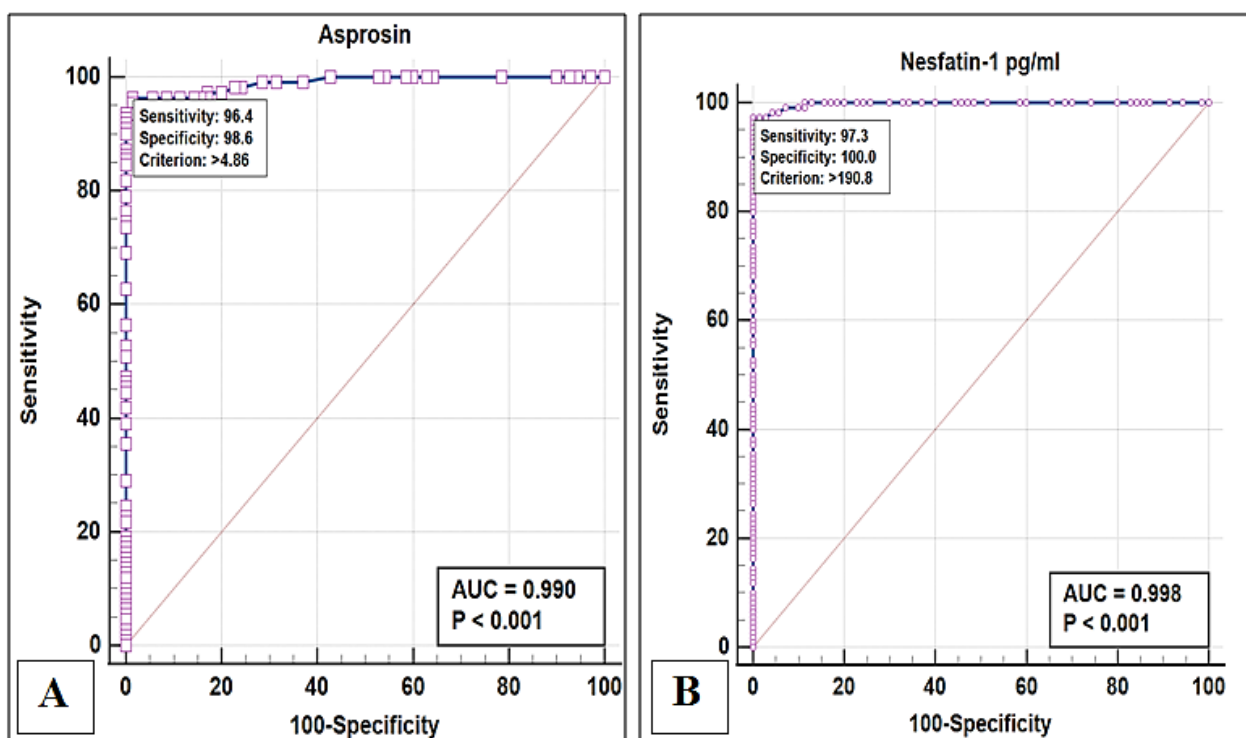 Asprosin
100
80
60
40
20
0
Sensitivity
Sensitivity: 96.4
Specificity: 98.6
Criterion: >4.86
AUC = 0.990
P < 0.001
0 20 40 60 80 100
100-Specificity
A
Nesfatin-1 pg/ml
100
80
60
40
20
0
Sensitivity
Sensitivity: 97.3
Specificity: 100.0
Criterion: >190.8
AUC = 0.998
P < 0.001
0 20 40 60 80 100
100-Specificity
B